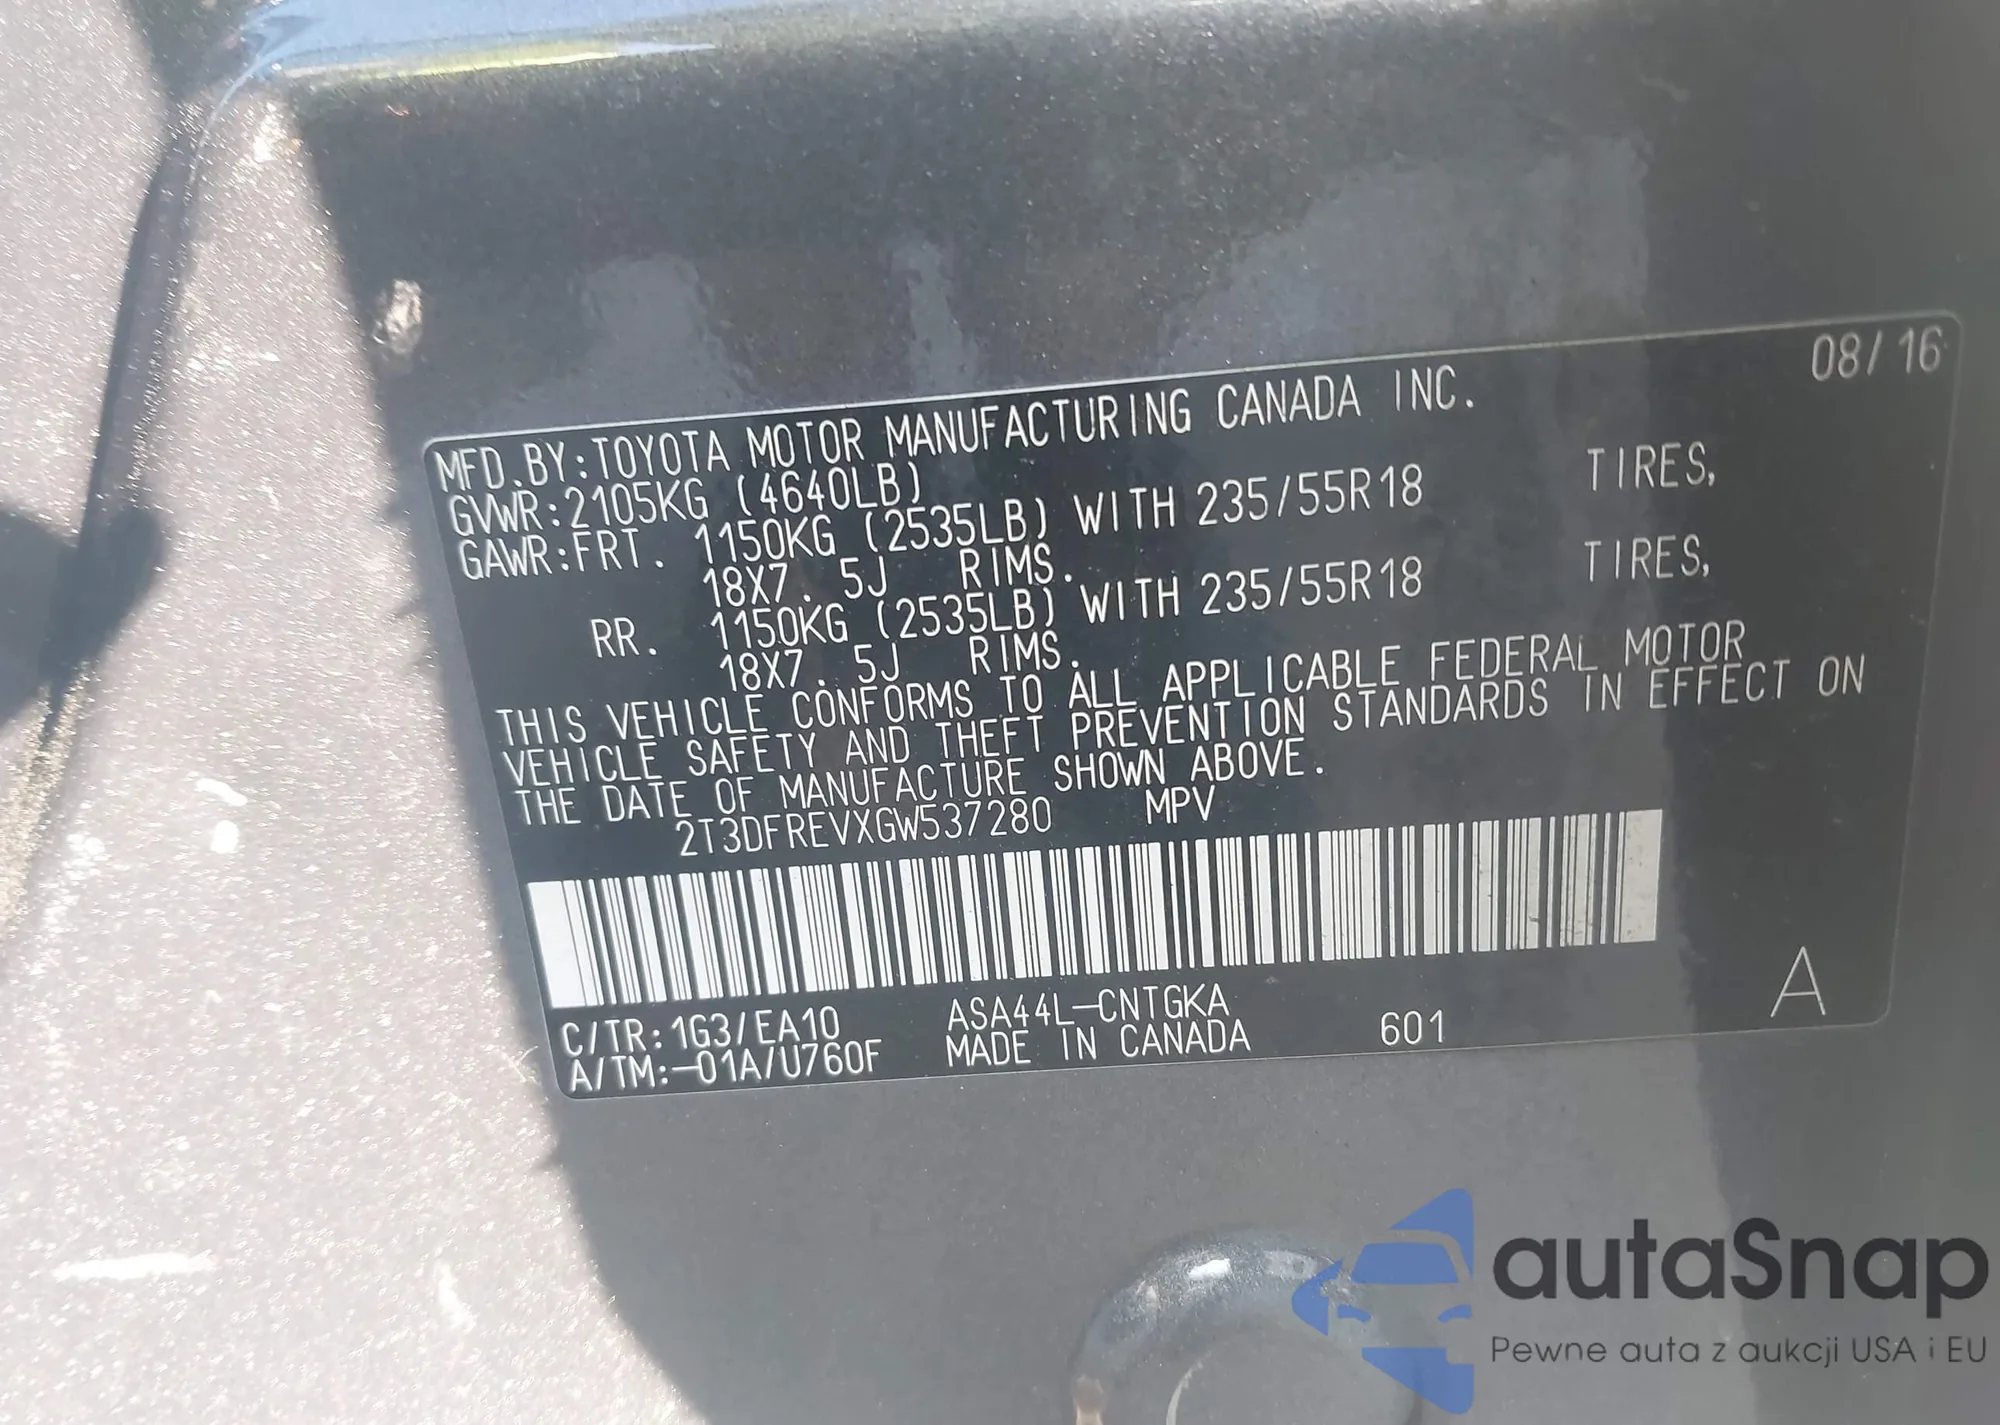 08/16
MFD.BY:TOYOTA MOTOR MANUFACTURING CANADA INC.
GVWR:2105KG (4640LB)
GAWR:FRT. 1150KG (2535LB) WITH 235/55R18 TIRES,
18X7.5J RIMS.
RR. 1150KG (2535LB) WITH 235/55R18 TIRES,
18X7.5J RIMS.
THIS VEHICLE CONFORMS TO ALL APPLICABLE FEDERAL MOTOR
VEHICLE SAFETY AND THEFT PREVENTION STANDARDS IN EFFECT ON
THE DATE OF MANUFACTURE SHOWN ABOVE.
2T3DFREVXGW537280 MPV
C/TR:1G3/EA10 ASA44L-CNTGKA
A/TM:-01A/U760F MADE IN CANADA 601
A
autaSnap
Pewne auta z aukcji USA i EU